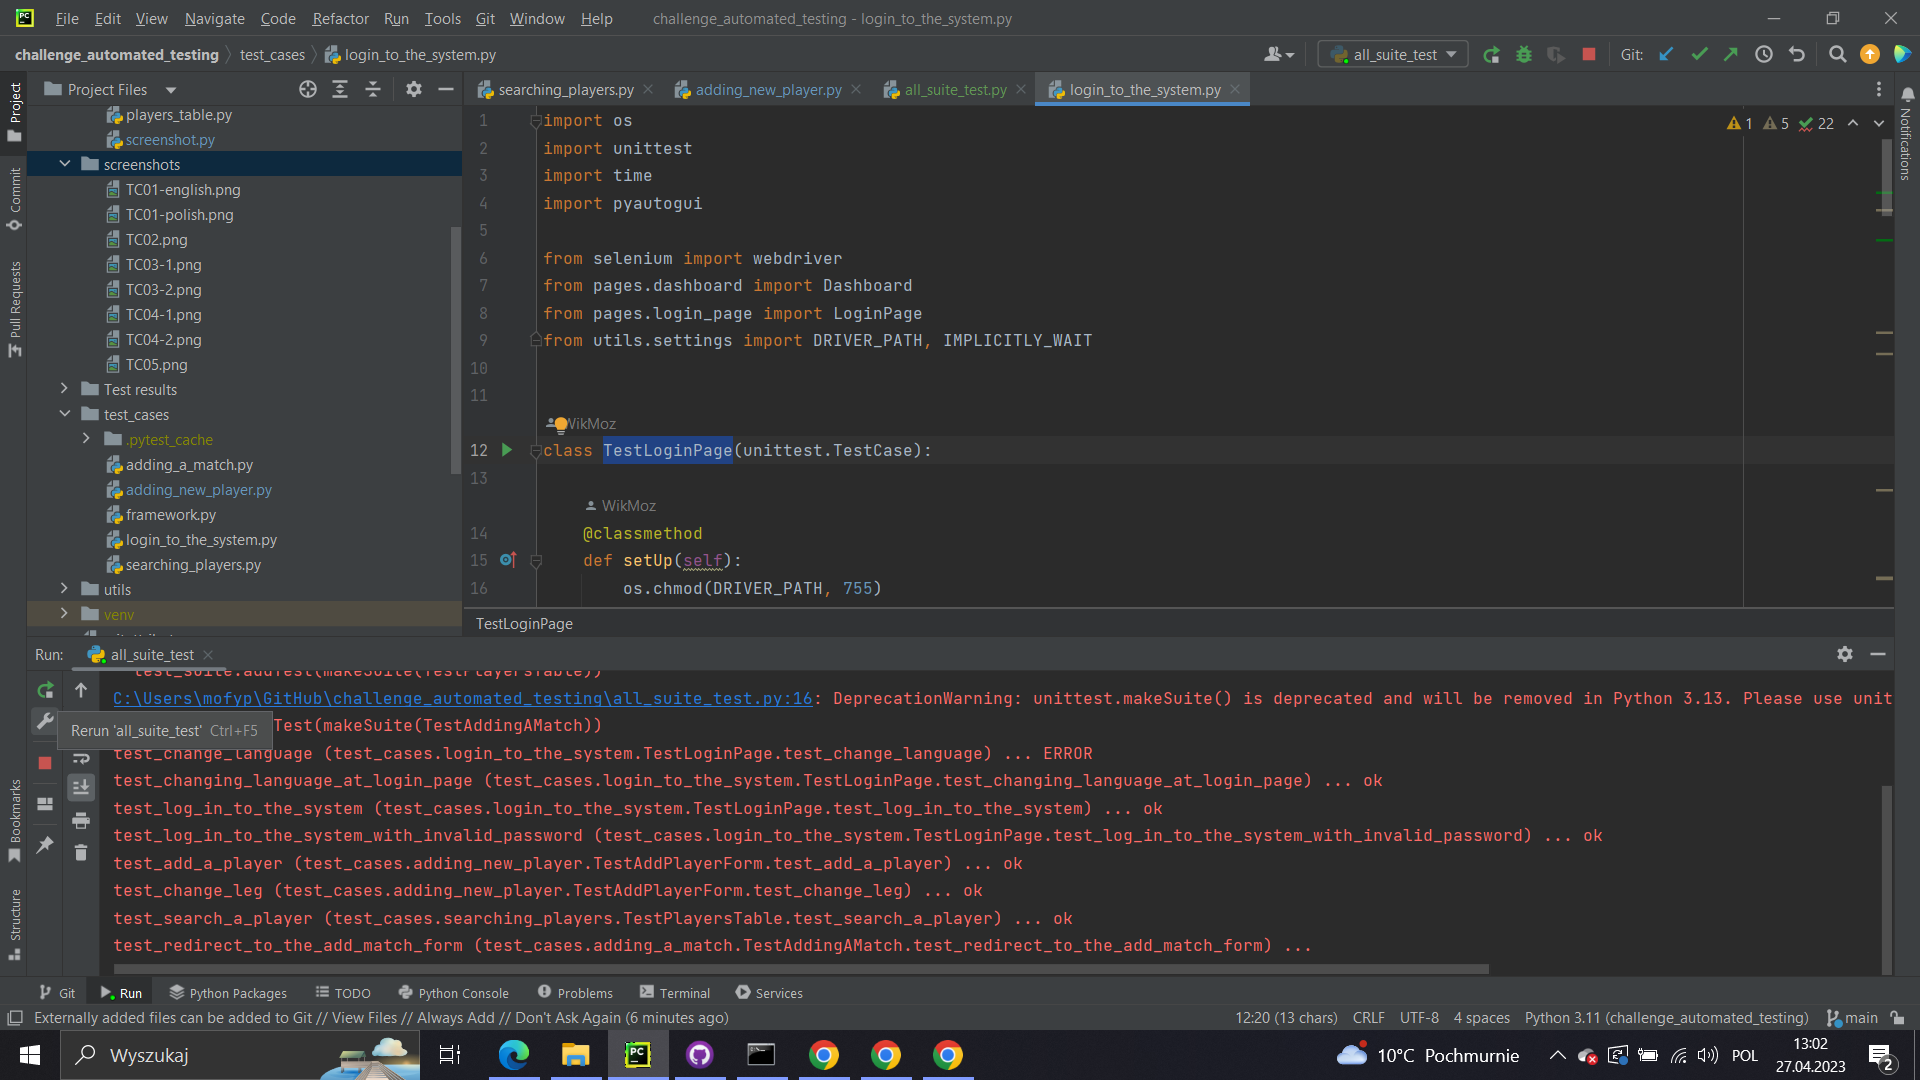 File Edit View Navigate Code Refactor Run Tools Git Window Help challenge_automated_testing - login_to_the_system.py
challenge_automated_testing test_cases login_to_the_system.py all_suite_test Git:
Project Files
players_table.py
screenshot.py
screenshots
TC01-english.png
TC01-polish.png
TC02.png
TC03-1.png
TC03-2.png
TC04-1.png
TC04-2.png
TC05.png
Test results
test_cases
.pytest_cache
adding_a_match.py
adding_new_player.py
framework.py
login_to_the_system.py
searching_players.py
utils
venv
Project
Commit
Pull Requests
Bookmarks
Structure
searching_players.py adding_new_player.py all_suite_test.py login_to_the_system.py
1 5 22
Notifications
1 import os
2 import unittest
3 import time
4 import pyautogui
5
6 from selenium import webdriver
7 from pages.dashboard import Dashboard
8 from pages.login_page import LoginPage
9 from utils.settings import DRIVER_PATH, IMPLICITLY_WAIT
10
11
WikMoz
12 class TestLoginPage(unittest.TestCase):
13
WikMoz
14 @classmethod
15 def setUp(self):
16 os.chmod(DRIVER_PATH, 755)
TestLoginPage
Run: all_suite_test
test_suite.addTest(makeSuite(TestPlayersTable))
C:\Users\mofyp\GitHub\challenge_automated_testing\all_suite_test.py:16: DeprecationWarning: unittest.makeSuite() is deprecated and will be removed in Python 3.13. Please use unit
Test(makeSuite(TestAddingAMatch))
Rerun 'all_suite_test' Ctrl+F5
test_change_language (test_cases.login_to_the_system.TestLoginPage.test_change_language) ... ERROR
test_changing_language_at_login_page (test_cases.login_to_the_system.TestLoginPage.test_changing_language_at_login_page) ... ok
test_log_in_to_the_system (test_cases.login_to_the_system.TestLoginPage.test_log_in_to_the_system) ... ok
test_log_in_to_the_system_with_invalid_password (test_cases.login_to_the_system.TestLoginPage.test_log_in_to_the_system_with_invalid_password) ... ok
test_add_a_player (test_cases.adding_new_player.TestAddPlayerForm.test_add_a_player) ... ok
test_change_leg (test_cases.adding_new_player.TestAddPlayerForm.test_change_leg) ... ok
test_search_a_player (test_cases.searching_players.TestPlayersTable.test_search_a_player) ... ok
test_redirect_to_the_add_match_form (test_cases.adding_a_match.TestAddingAMatch.test_redirect_to_the_add_match_form) ...
Git Run Python Packages TODO Python Console Problems Terminal Services
Externally added files can be added to Git // View Files // Always Add // Don't Ask Again (6 minutes ago) 12:20 (13 chars) CRLF UTF-8 4 spaces Python 3.11 (challenge_automated_testing) main
Wyszukaj 10°C Pochmurnie POL 13:02
27.04.2023 2